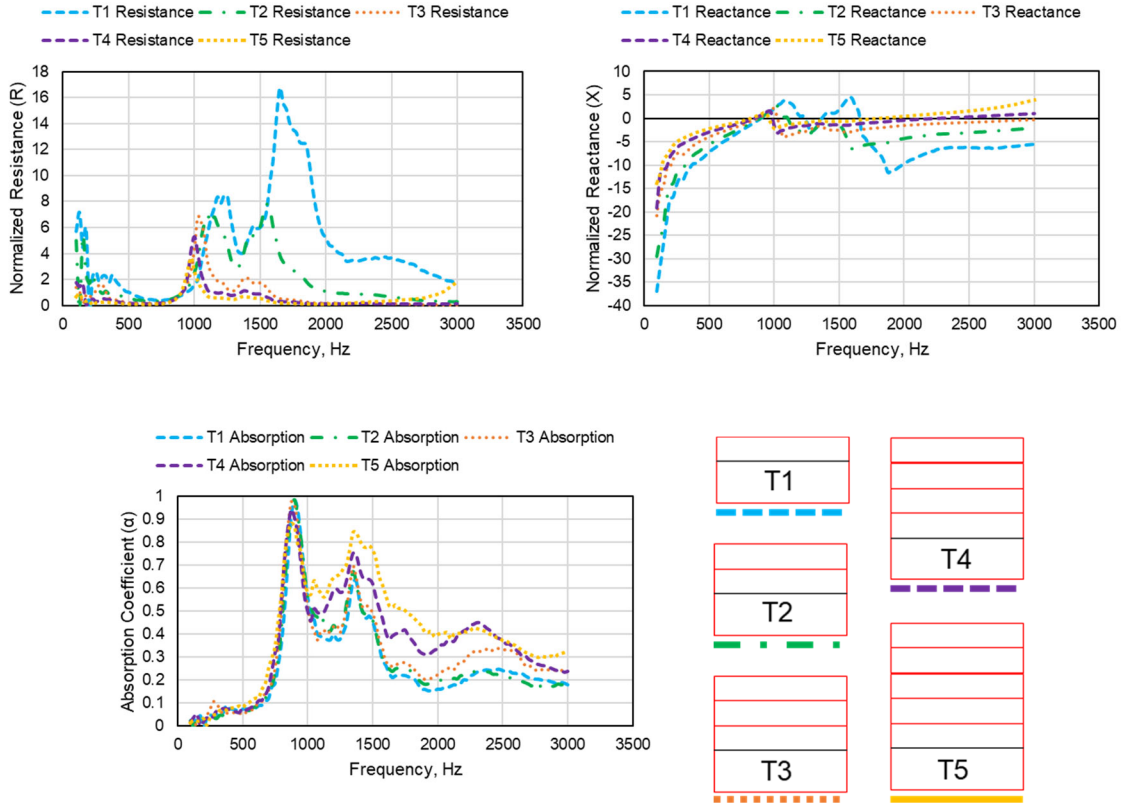 T1 Resistance T2 Resistance T3 Resistance
T4 Resistance T5 Resistance
Normalized Resistance (R)
18
16
14
12
10
8
6
4
2
0
0 500 1000 1500 2000 2500 3000 3500
Frequency, Hz
T1 Reactance T2 Reactance T3 Reactance
T4 Reactance T5 Reactance
Normalized Reactance (X)
10
5
0
-5
-10
-15
-20
-25
-30
-35
-40
0 500 1000 1500 2000 2500 3000 3500
Frequency, Hz
T1 Absorption T2 Absorption T3 Absorption
T4 Absorption T5 Absorption
Absorption Coefficient (α)
1
0.9
0.8
0.7
0.6
0.5
0.4
0.3
0.2
0.1
0
0 500 1000 1500 2000 2500 3000 3500
Frequency, Hz
T1
T2
T3
T4
T5